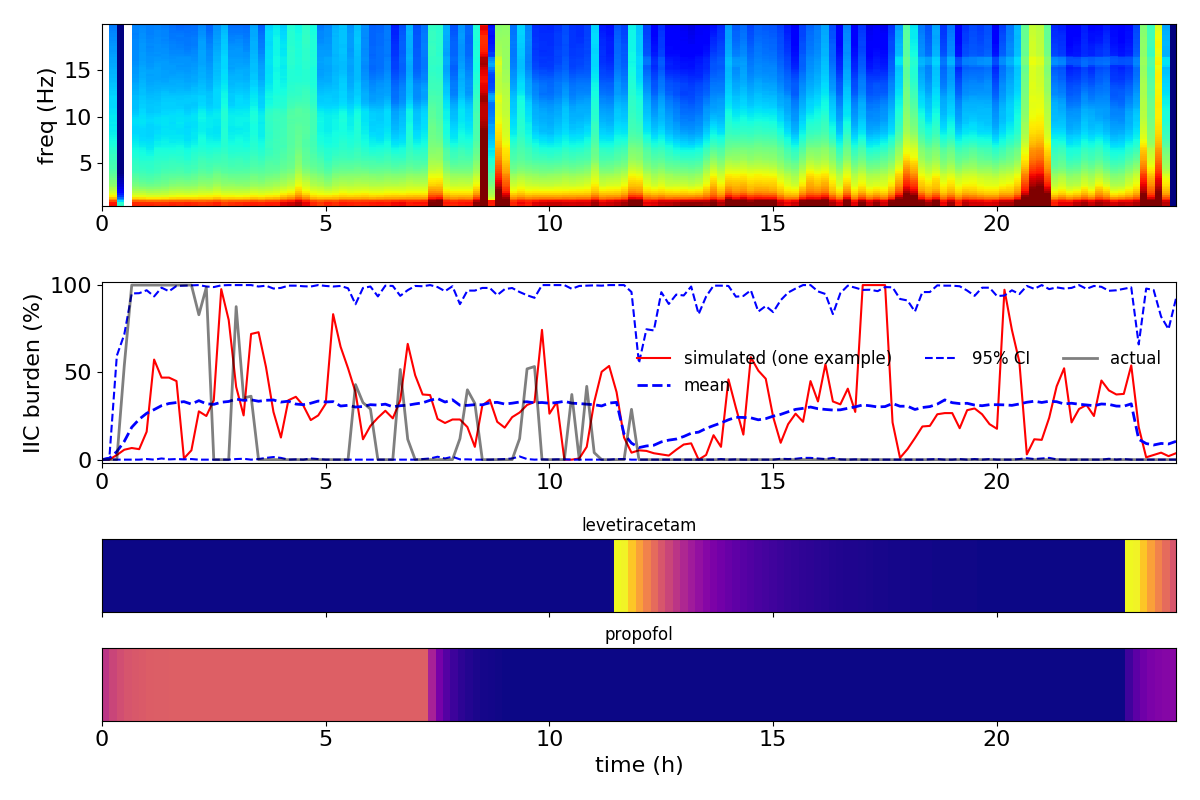 freq (Hz)
15
10
5
0 5 10 15 20
IIC burden (%)
100
50
0
simulated (one example) 95% CI actual
mean
0 5 10 15 20
levetiracetam
propofol
0 5 10 15 20
time (h)